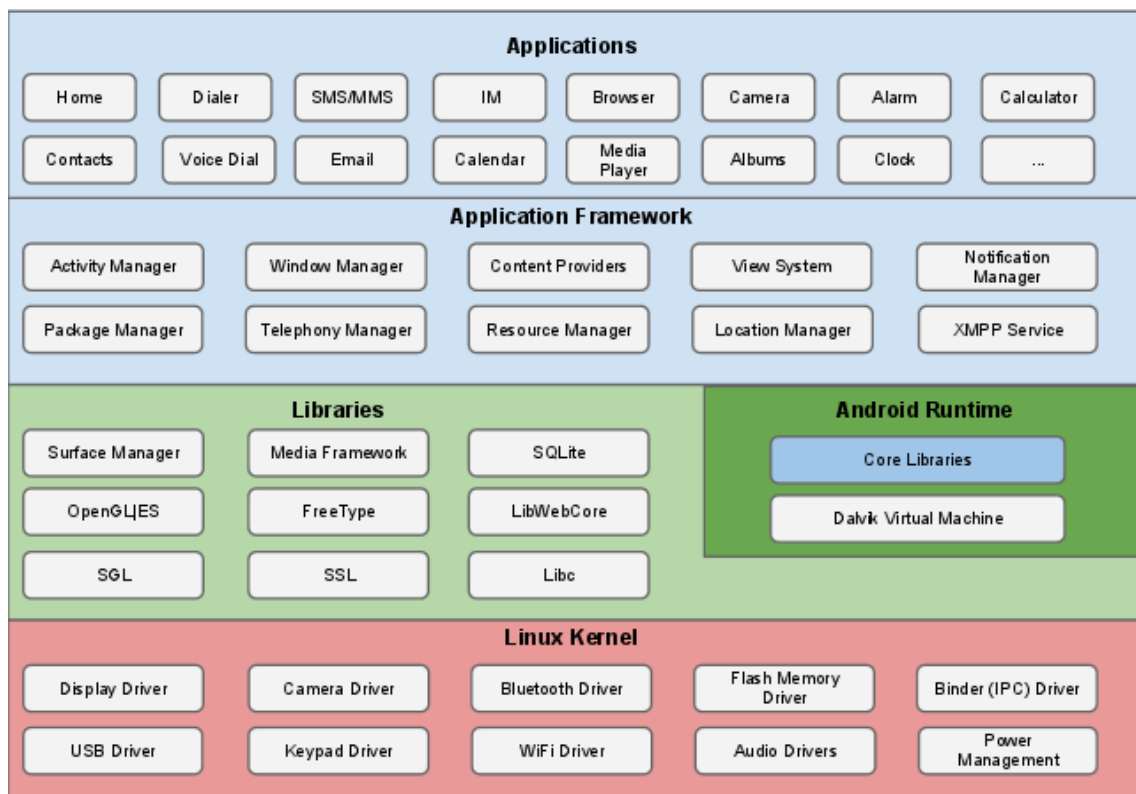 Applications
Home
Dialer
SMS/MMS
IM
Browser
Camera
Alarm
Calculator
Contacts
Voice Dial
Email
Calendar
Media
Player
Albums
Clock
...
Application Framework
Activity Manager
Window Manager
Content Providers
View System
Notification
Manager
Package Manager
Telephony Manager
Resource Manager
Location Manager
XMPP Service
Libraries
Android Runtime
Surface Manager
Media Framework
SQLite
Core Libraries
OpenGL|ES
FreeType
LibWebCore
Dalvik Virtual Machine
SGL
SSL
Libc
Linux Kernel
Display Driver
Camera Driver
Bluetooth Driver
Flash Memory
Driver
Binder (IPC) Driver
USB Driver
Keypad Driver
WiFi Driver
Audio Drivers
Power
Management